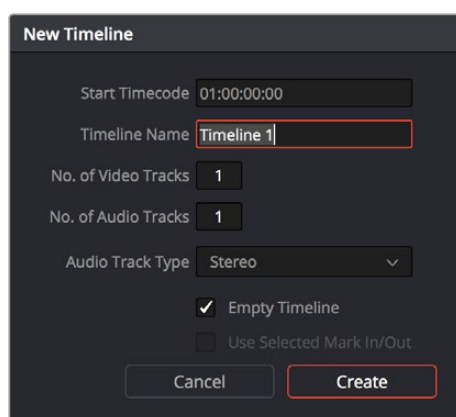 New Timeline
Start Timecode 01:00:00:00
Timeline Name Timeline 1
No. of Video Tracks 1
No. of Audio Tracks 1
Audio Track Type Stereo
Empty Timeline
Use Selected Mark In/Out
Cancel Create